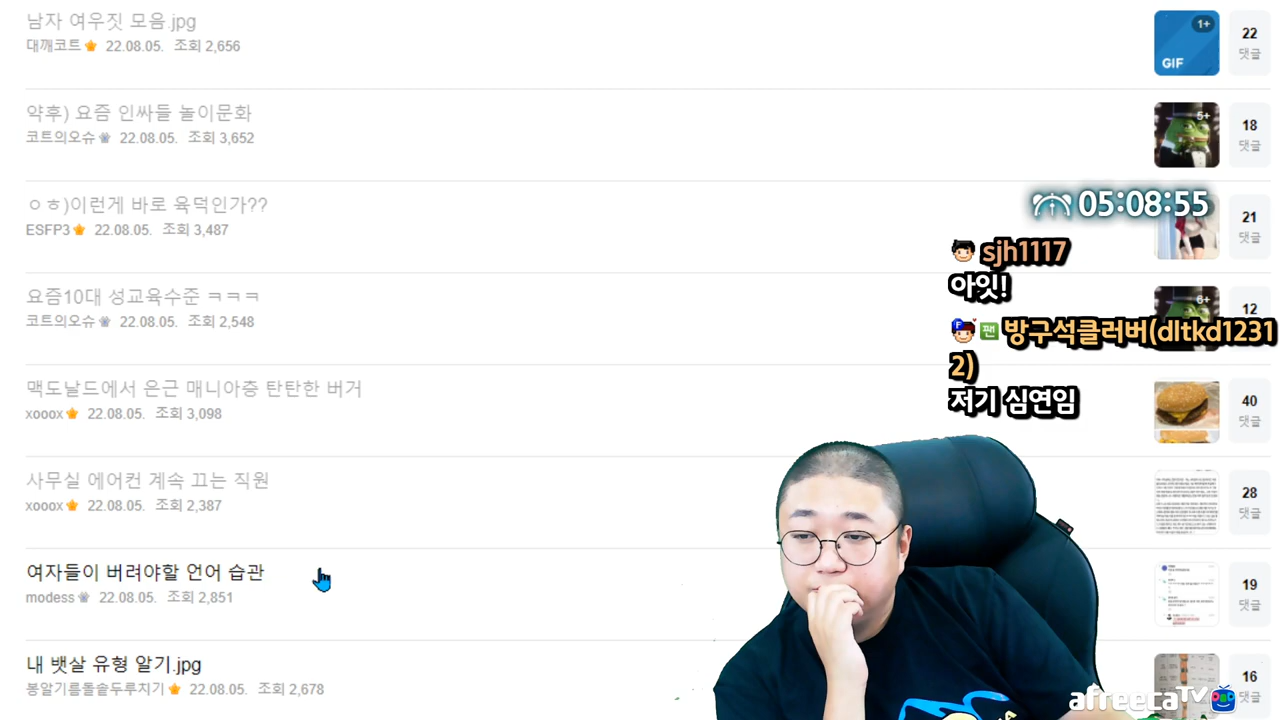 남자 여우짓 모음.jpg
대깨코트 22.08.05. 조회 2,656
1+
GIF
22
댓글
약후) 요즘 인싸들 놀이문화
코트의오슈 22.08.05. 조회 3,652
5+
18
댓글
ㅇㅎ)이런게 바로 육덕인가??
ESFP3 22.08.05. 조회 3,487
21
댓글
05:08:55
sjh1117
아잇!
요즘10대 성교육수준 ㅋㅋㅋ
코트의오슈 22.08.05. 조회 2,548
6+
12
F 팬 방구석클러버(dltkd1231
2)
저기 심연임
맥도날드에서 은근 매니아층 탄탄한 버거
xooox 22.08.05. 조회 3,098
40
댓글
사무실 에어컨 계속 끄는 직원
xooox 22.08.05. 조회 2,387
28
댓글
여자들이 버려야할 언어 습관
modess 22.08.05. 조회 2,851
19
댓글
내 뱃살 유형 알기.jpg
봉알기름돌솥두루치기 22.08.05. 조회 2,678
16
댓글
afreecaTV